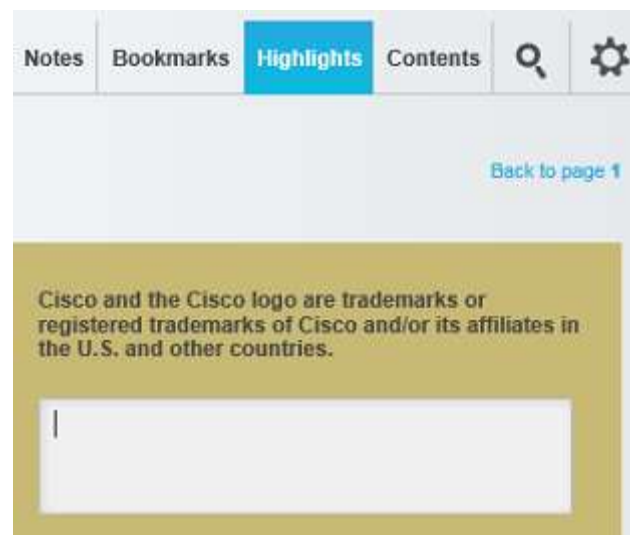 Notes Bookmarks Highlights Contents
Back to page 1
Cisco and the Cisco logo are trademarks or
registered trademarks of Cisco and/or its affiliates in
the U.S. and other countries.